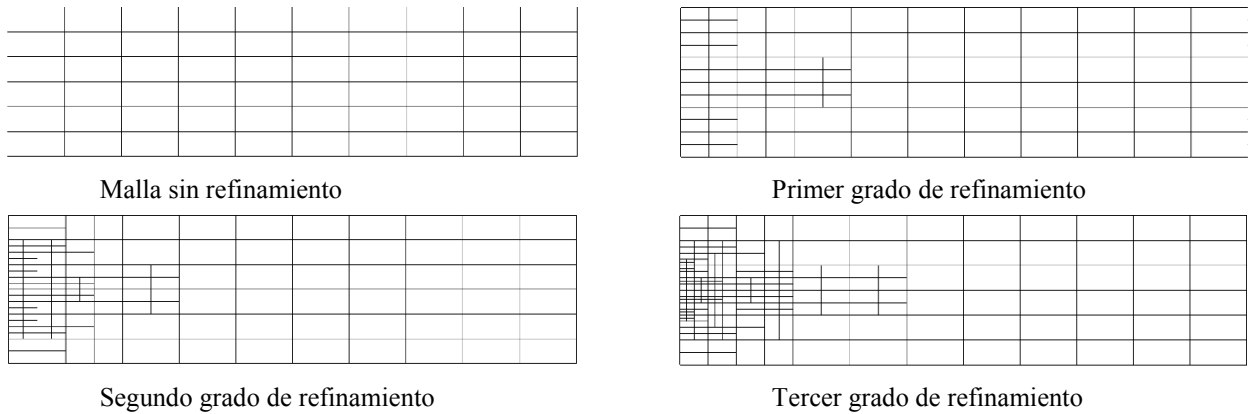 Malla sin refinamiento
Primer grado de refinamiento
Segundo grado de refinamiento
Tercer grado de refinamiento